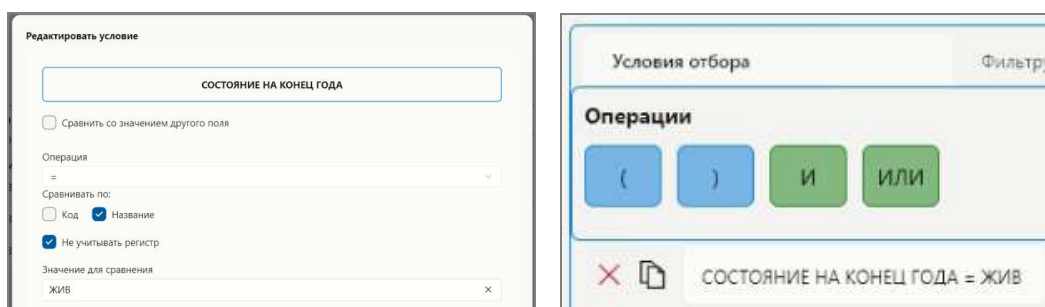 Редактировать условие
СОСТОЯНИЕ НА КОНЕЦ ГОДА
Сравнить со значением другого поля
Операция
=
Сравнивать по:
Код Название
Не учитывать регистр
Значение для сравнения
ЖИВ ×
Условия отбора Фильтру
Операции
( ) И ИЛИ
СОСТОЯНИЕ НА КОНЕЦ ГОДА = ЖИВ